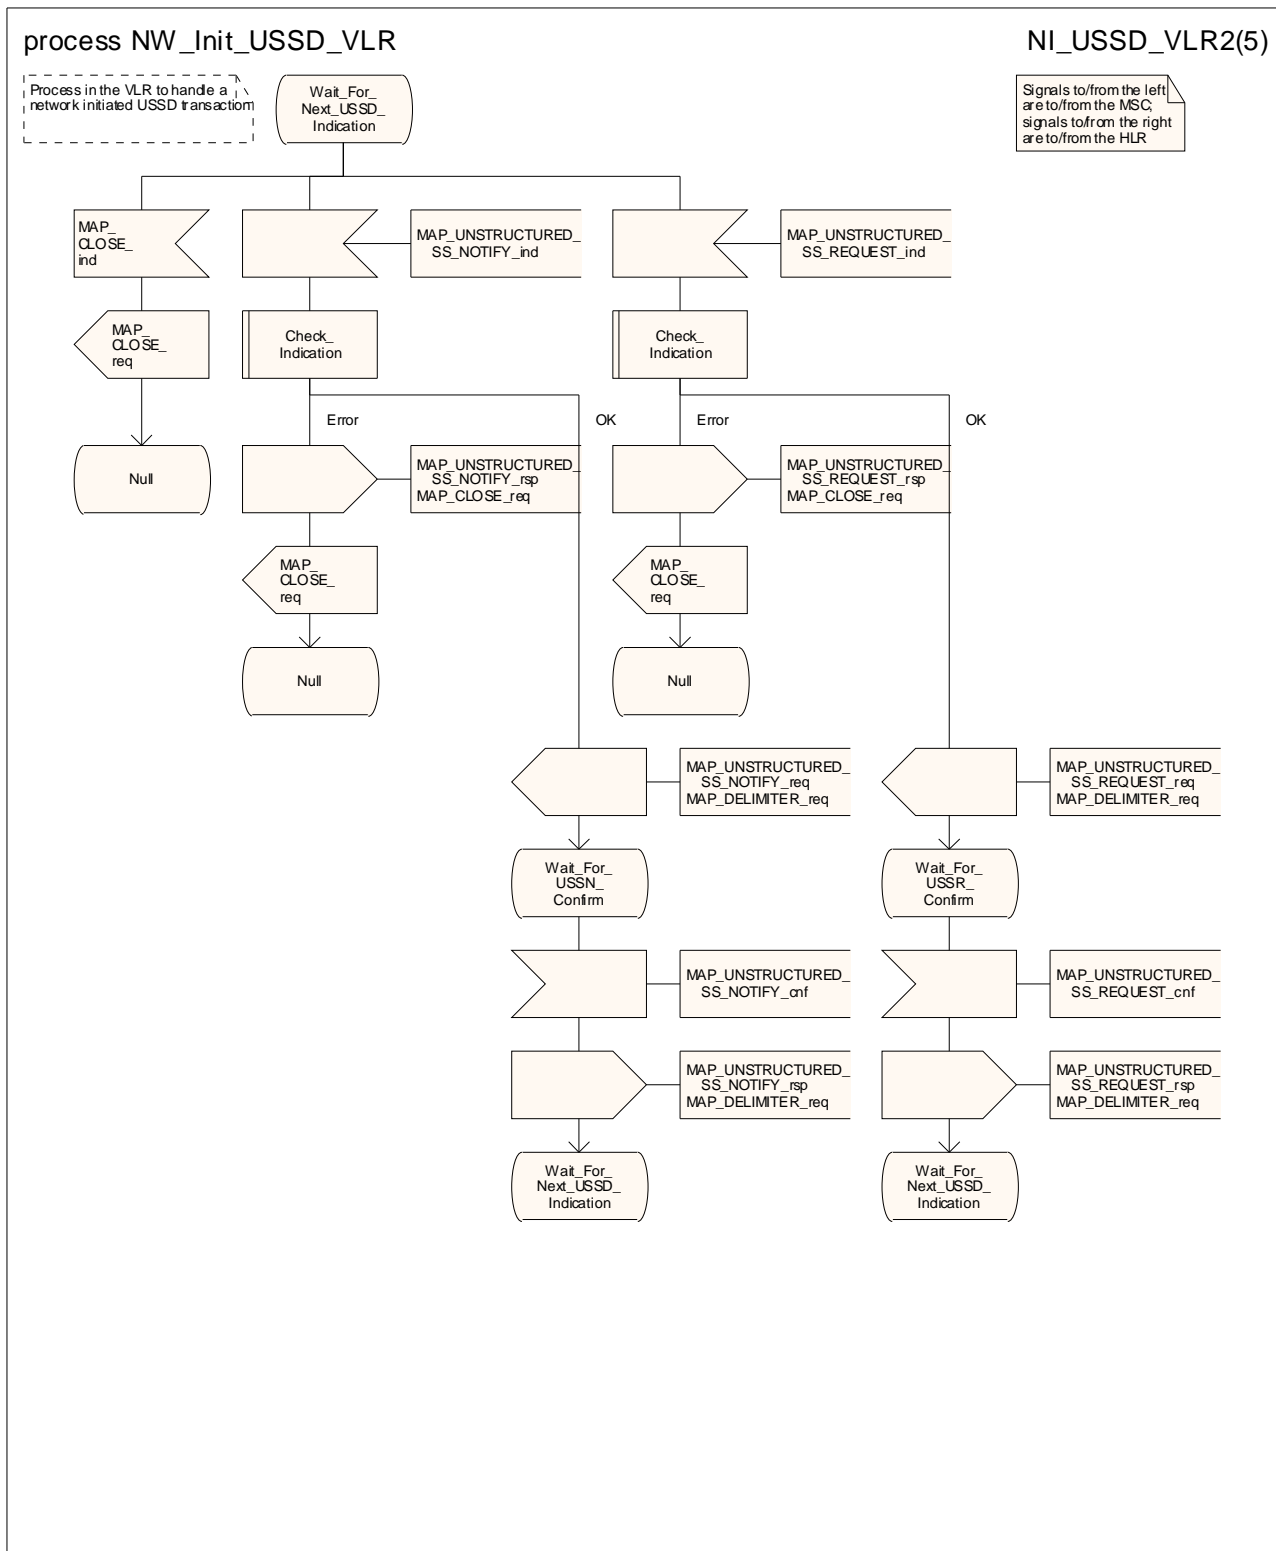 process NW_Init_USSD_VLR
NI_USSD_VLR2(5)
Process in the VLR to handle a
network initiated USSD transaction
Wait_For_
Next_USSD_
Indication
Signals to/from the left
are to/from the MSC;
signals to/from the right
are to/from the HLR
MAP_
CLOSE_
ind
MAP_UNSTRUCTURED_
SS_NOTIFY_ind
MAP_UNSTRUCTURED_
SS_REQUEST_ind
MAP_
CLOSE_
req
Check_
Indication
Check_
Indication
Error
OK
Error
OK
Null
MAP_UNSTRUCTURED_
SS_NOTIFY_rsp
MAP_CLOSE_req
MAP_UNSTRUCTURED_
SS_REQUEST_rsp
MAP_CLOSE_req
MAP_
CLOSE_
req
MAP_
CLOSE_
req
Null
Null
MAP_UNSTRUCTURED_
SS_NOTIFY_req
MAP_DELIMITER_req
MAP_UNSTRUCTURED_
SS_REQUEST_req
MAP_DELIMITER_req
Wait_For_
USSN_
Confirm
Wait_For_
USSR_
Confirm
MAP_UNSTRUCTURED_
SS_NOTIFY_cnf
MAP_UNSTRUCTURED_
SS_REQUEST_cnf
MAP_UNSTRUCTURED_
SS_NOTIFY_rsp
MAP_DELIMITER_req
MAP_UNSTRUCTURED_
SS_REQUEST_rsp
MAP_DELIMITER_req
Wait_For_
Next_USSD_
Indication
Wait_For_
Next_USSD_
Indication